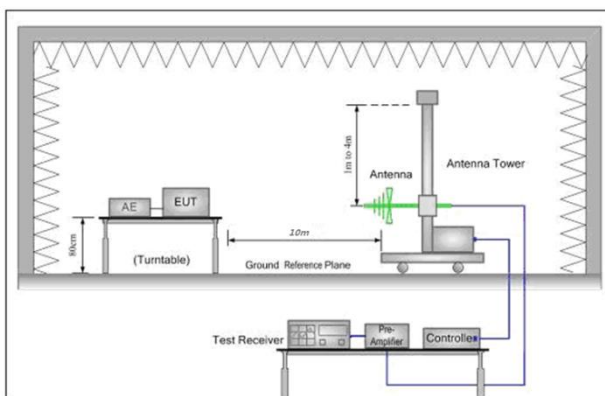 1m to 4m
Antenna
Antenna Tower
AE
EUT
80cm
10m
(Turntable)
Ground Reference Plane
Test Receiver
Pre-
Amplifier
Controller